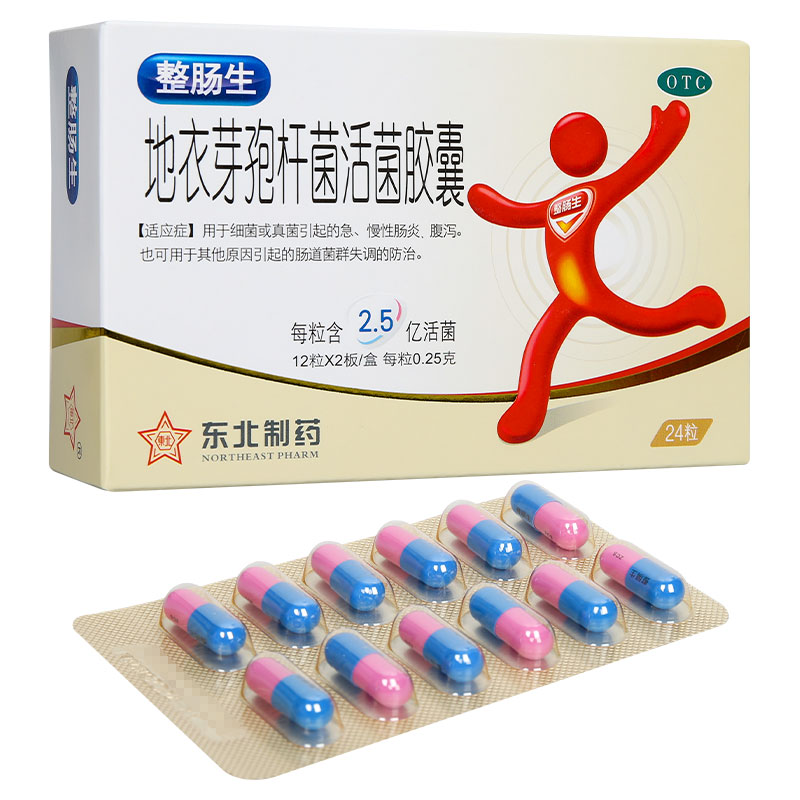 整肠生
OTC
地衣芽孢杆菌活菌胶囊
【适应症】用于细菌或真菌引起的急、慢性肠炎、腹泻。
也可用于其他原因引起的肠道菌群失调的防治。
整肠生
每粒含 2.5 亿活菌
12粒X2板/盒 每粒0.25克
东北制药
NORTHEAST PHARM
24粒
整肠生
®